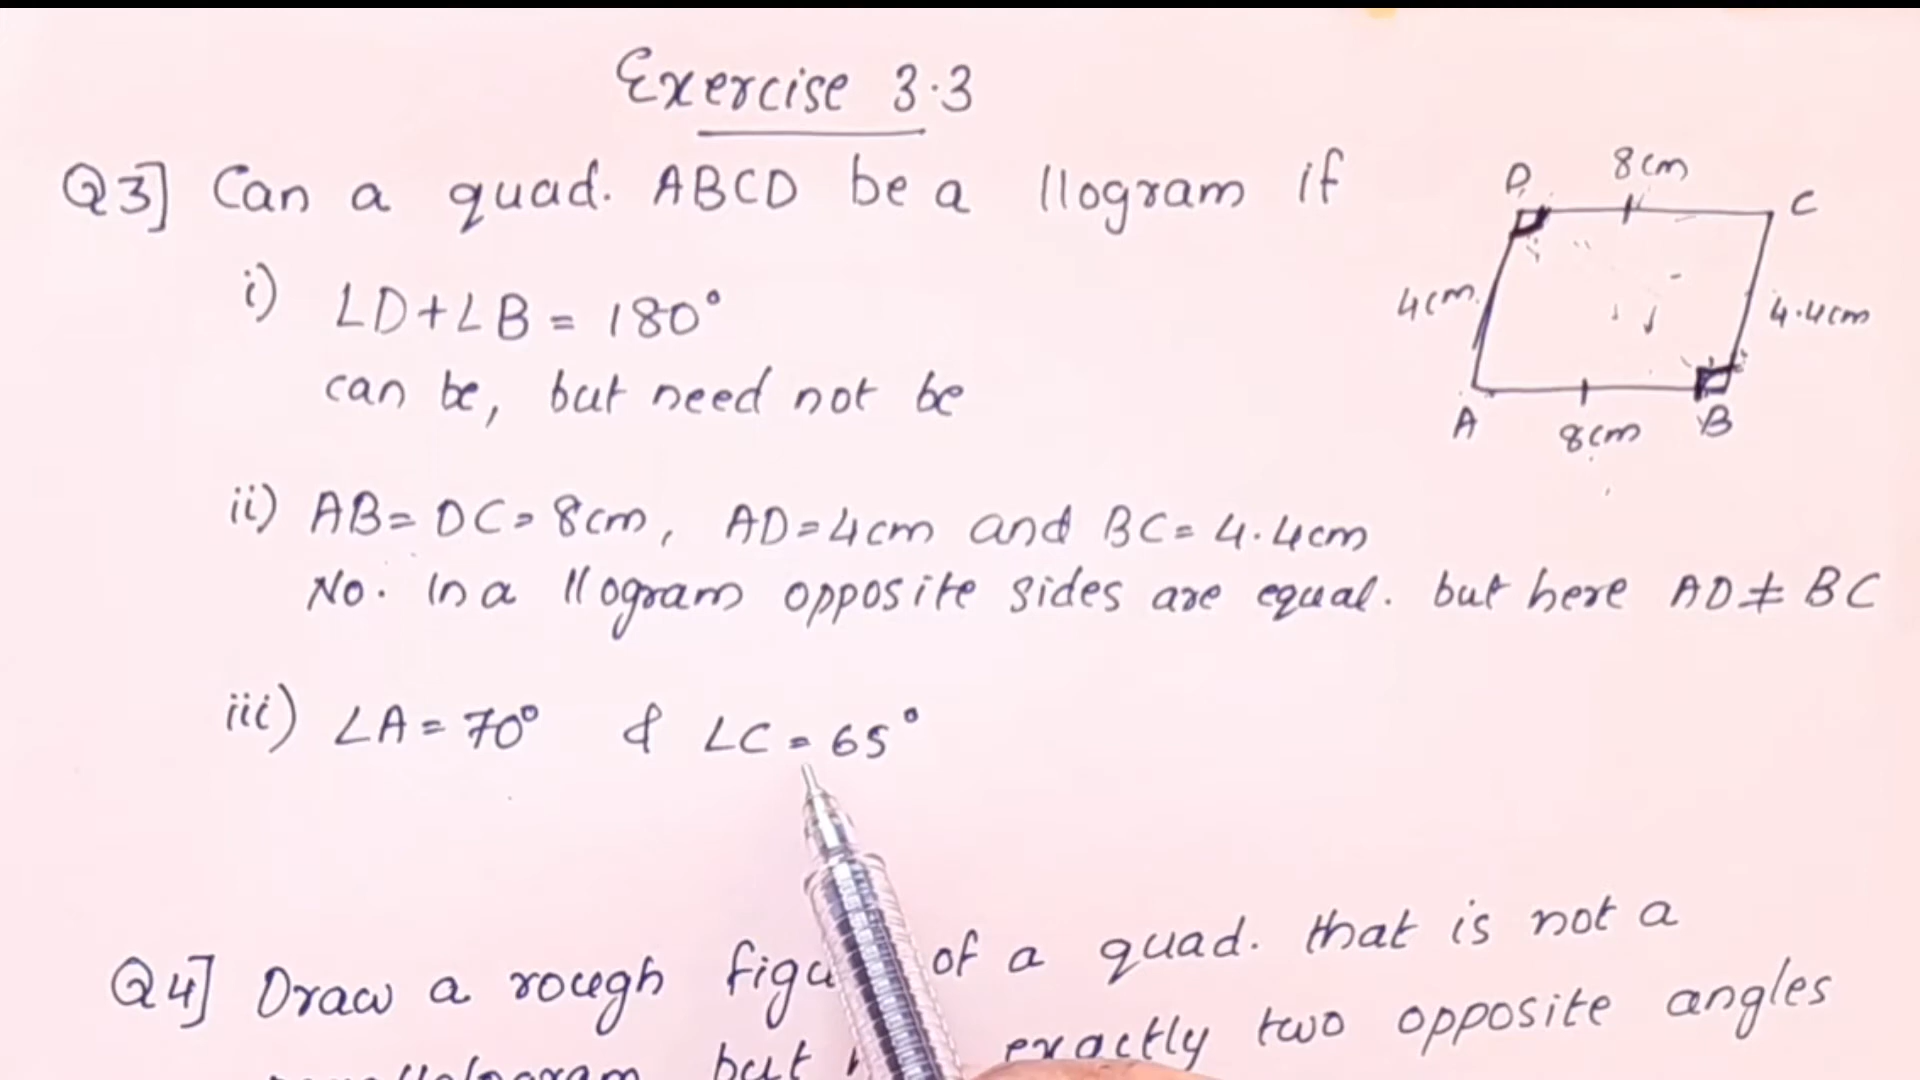 Exercise 3.3
Q3] Can a quad. ABCD be a llogram if
i) ∠D+∠B = 180°
can be, but need not be
ii) AB = DC = 8cm, AD = 4cm and BC = 4.4cm
No. In a llogram opposite sides are equal. but here AD ≠ BC
iii) ∠A = 70° & ∠C = 65°
Q4] Draw a rough of a quad. that is not a
but exactly two opposite angles
D 8cm C
4cm 4.4cm
A 8cm B